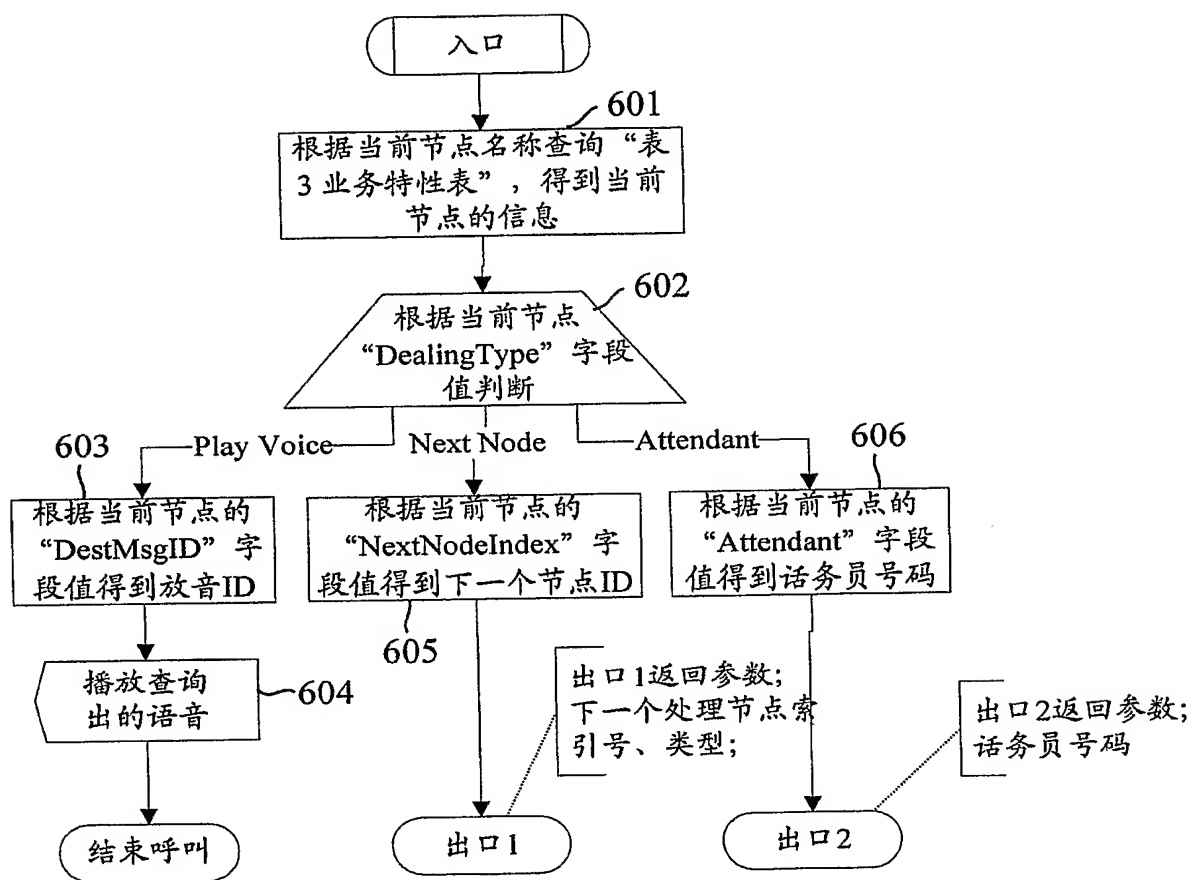 入口
601
根据当前节点名称查询“表
3 业务特性表”，得到当前
节点的信息
602
根据当前节点
“DealingType”字段
值判断
Play Voice
Next Node
Attendant
603
606
根据当前节点的
“DestMsgID”字
段值得到放音ID
根据当前节点的
“NextNodeIndex”字
段值得到下一个节点ID
根据当前节点的
“Attendant”字段
值得到话务员号码
605
播放查询
出的语音
604
出口1返回参数;
下一个处理节点索
引号、类型;
出口2返回参数;
话务员号码
结束呼叫
出口1
出口2